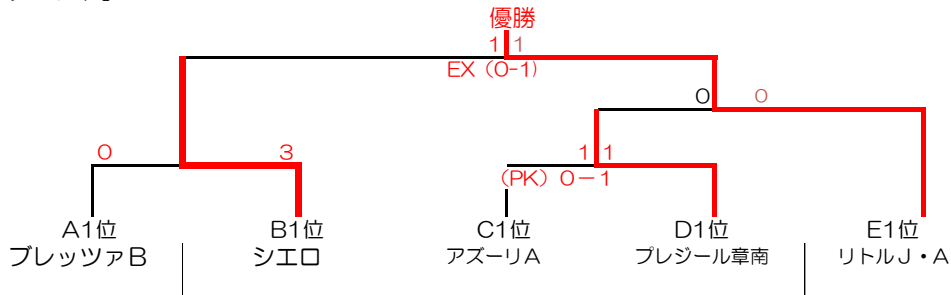 優勝
1 1
EX(0-1)
0 0
0 3
1 1
(PK) 0-1
A1位 B1位 C1位 D1位 E1位
ブレッツァB シエロ アズーリA プレジール章南 リトルJ・A